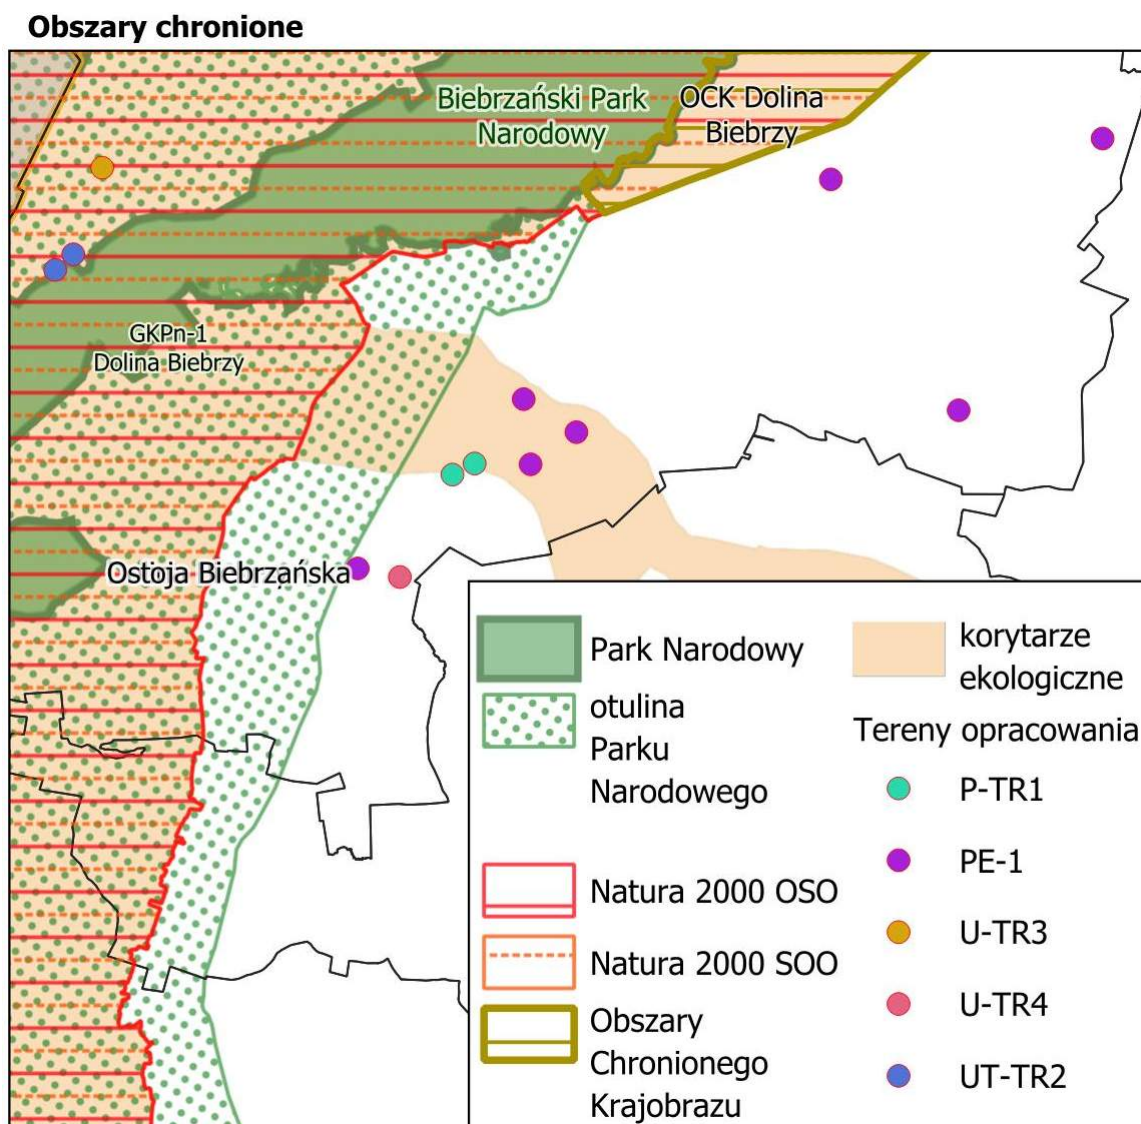 Obszary chronione
Biebrzański Park
Narodowy
OCK Dolina
Biebrzy
GKPn-1
Dolina Biebrzy
Ostoja Biebrzańska
Park Narodowy
otulina
Parku
Narodowego
Natura 2000 OSO
Natura 2000 SOO
Obszary
Chronionego
Krajobrazu
korytarze
ekologiczne
Tereny opracowania
P-TR1
PE-1
U-TR3
U-TR4
UT-TR2